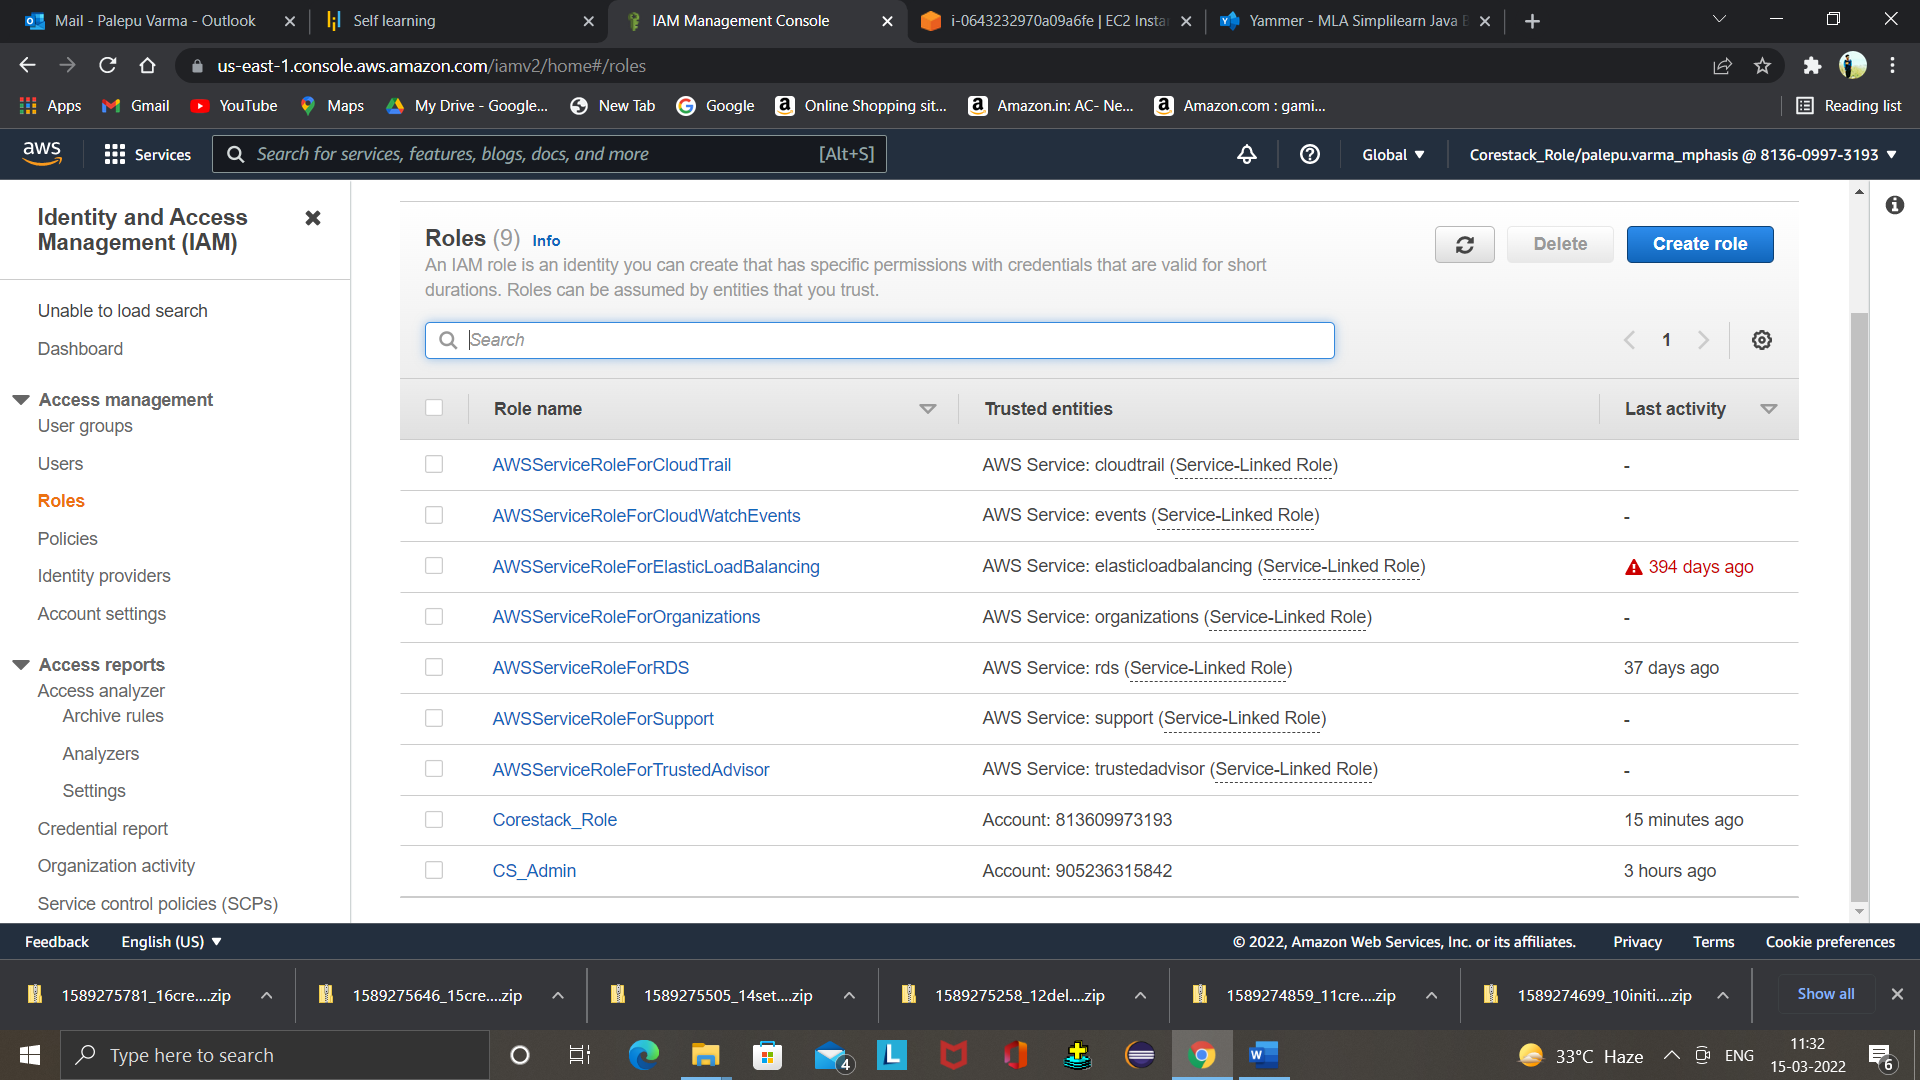 Mail - Palepu Varma - Outlook
Self learning
IAM Management Console
i-0643232970a09a6fe | EC2 Insta
Yammer - MLA Simplilearn Java B
us-east-1.console.aws.amazon.com/iamv2/home#/roles
Apps
Gmail
YouTube
Maps
My Drive - Google...
New Tab
Google
Online Shopping sit...
Amazon.in: AC- Ne...
Amazon.com : gami...
Reading list
aws
Services
Search for services, features, blogs, docs, and more
[Alt+S]
Global
Corestack_Role/palepu.varma_mphasis @ 8136-0997-3193
Identity and Access
Management (IAM)
Unable to load search
Dashboard
Access management
User groups
Users
Roles
Policies
Identity providers
Account settings
Access reports
Access analyzer
Archive rules
Analyzers
Settings
Credential report
Organization activity
Service control policies (SCPs)
Roles (9) Info
An IAM role is an identity you can create that has specific permissions with credentials that are valid for short
durations. Roles can be assumed by entities that you trust.
Delete
Create role
Search
1
Role name Trusted entities Last activity
AWSServiceRoleForCloudTrail AWS Service: cloudtrail (Service-Linked Role) -
AWSServiceRoleForCloudWatchEvents AWS Service: events (Service-Linked Role) -
AWSServiceRoleForElasticLoadBalancing AWS Service: elasticloadbalancing (Service-Linked Role) 394 days ago
AWSServiceRoleForOrganizations AWS Service: organizations (Service-Linked Role) -
AWSServiceRoleForRDS AWS Service: rds (Service-Linked Role) 37 days ago
AWSServiceRoleForSupport AWS Service: support (Service-Linked Role) -
AWSServiceRoleForTrustedAdvisor AWS Service: trustedadvisor (Service-Linked Role) -
Corestack_Role Account: 813609973193 15 minutes ago
CS_Admin Account: 905236315842 3 hours ago
Feedback
English (US)
© 2022, Amazon Web Services, Inc. or its affiliates.
Privacy
Terms
Cookie preferences
1589275781_16cre....zip
1589275646_15cre....zip
1589275505_14set....zip
1589275258_12del....zip
1589274859_11cre....zip
1589274699_10initi....zip
Show all
Type here to search
4
L
W
33°C Haze
ENG
11:32
15-03-2022
6